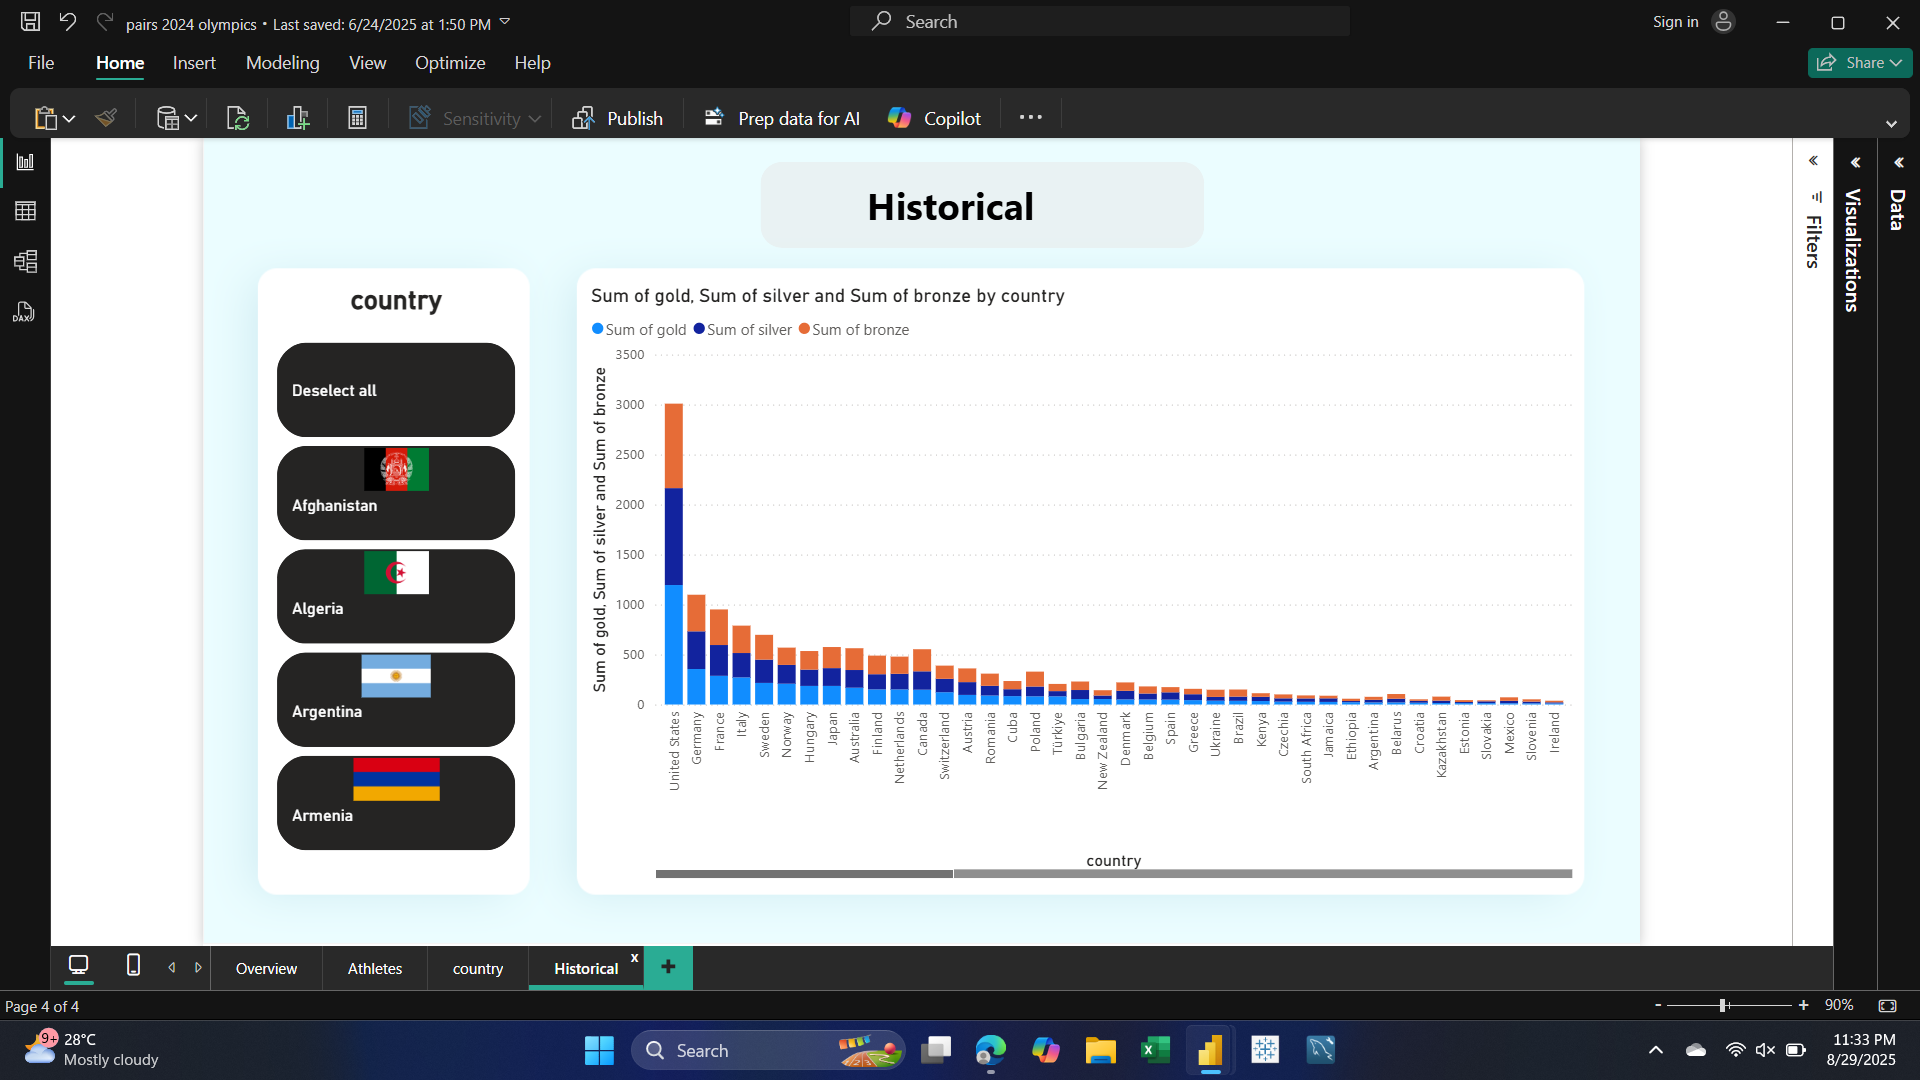 pairs 2024 olympics • Last saved: 6/24/2025 at 1:50 PM
Search
Sign in
File
Home
Insert
Modeling
View
Optimize
Help
Share
Sensitivity
Publish
Prep data for AI
Copilot
DAX
Historical
country
Deselect all
Afghanistan
Algeria
Argentina
Armenia
Sum of gold, Sum of silver and Sum of bronze by country
Sum of gold
Sum of silver
Sum of bronze
Sum of gold, Sum of silver and Sum of bronze
3500
3000
2500
2000
1500
1000
500
0
United States
Germany
France
Italy
Sweden
Norway
Hungary
Japan
Australia
Finland
Netherlands
Canada
Switzerland
Austria
Romania
Cuba
Poland
Türkiye
Bulgaria
New Zealand
Denmark
Belgium
Spain
Greece
Ukraine
Brazil
Kenya
Czechia
South Africa
Jamaica
Ethiopia
Argentina
Belarus
Croatia
Kazakhstan
Estonia
Slovakia
Mexico
Slovenia
Ireland
country
Filters
Visualizations
Data
Overview
Athletes
country
Historical
x
+
Page 4 of 4
- + 90%
9+
28°C
Mostly cloudy
Search
11:33 PM
8/29/2025